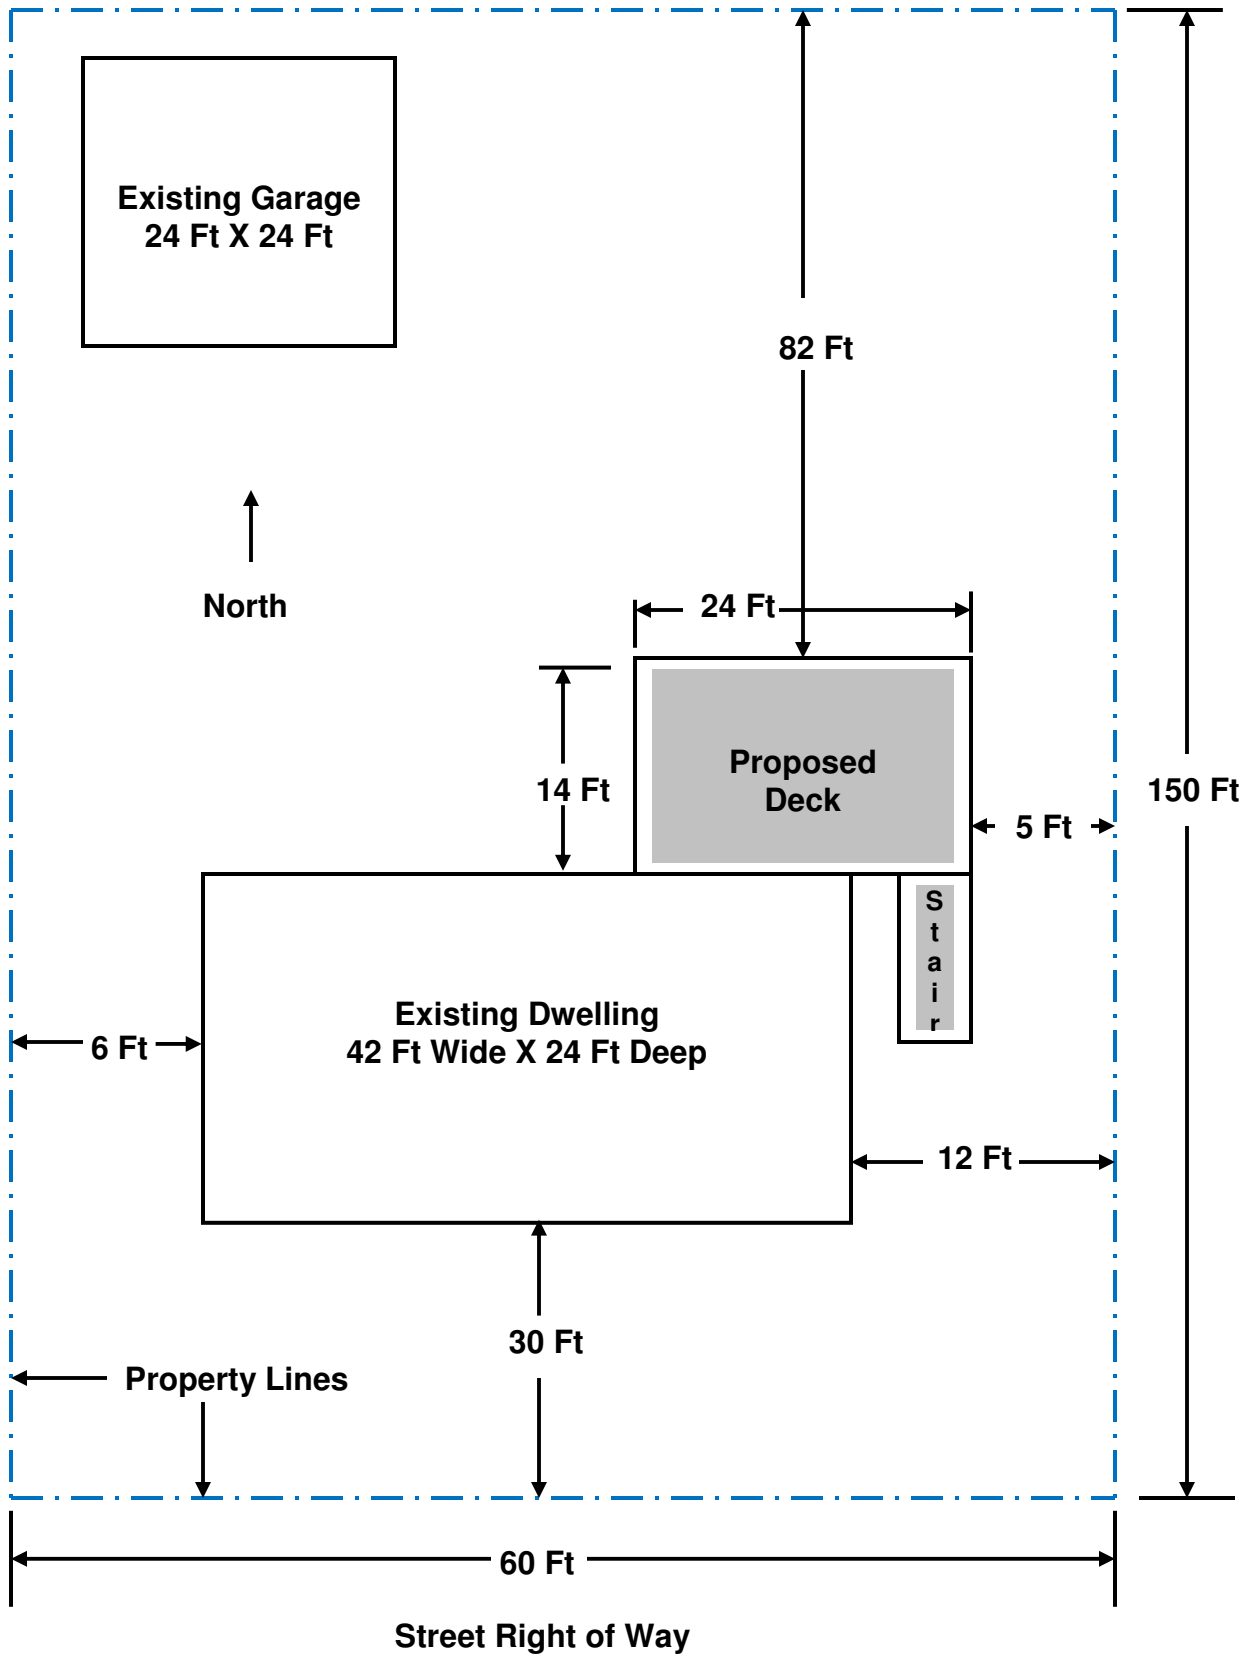 Existing Garage
24 Ft X 24 Ft
82 Ft
North
24 Ft
Proposed
Deck
14 Ft
150 Ft
5 Ft
Stair
Existing Dwelling
42 Ft Wide X 24 Ft Deep
6 Ft
12 Ft
30 Ft
Property Lines
60 Ft
Street Right of Way